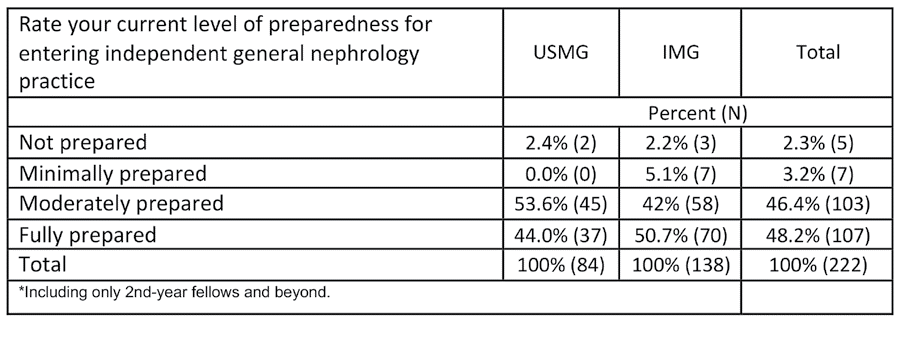 Rate your current level of preparedness for
entering independent general nephrology
practice
USMG IMG Total
Percent (N)
Not prepared 2.4% (2) 2.2% (3) 2.3% (5)
Minimally prepared 0.0% (0) 5.1% (7) 3.2% (7)
Moderately prepared 53.6% (45) 42% (58) 46.4% (103)
Fully prepared 44.0% (37) 50.7% (70) 48.2% (107)
Total 100% (84) 100% (138) 100% (222)
*Including only 2nd-year fellows and beyond.